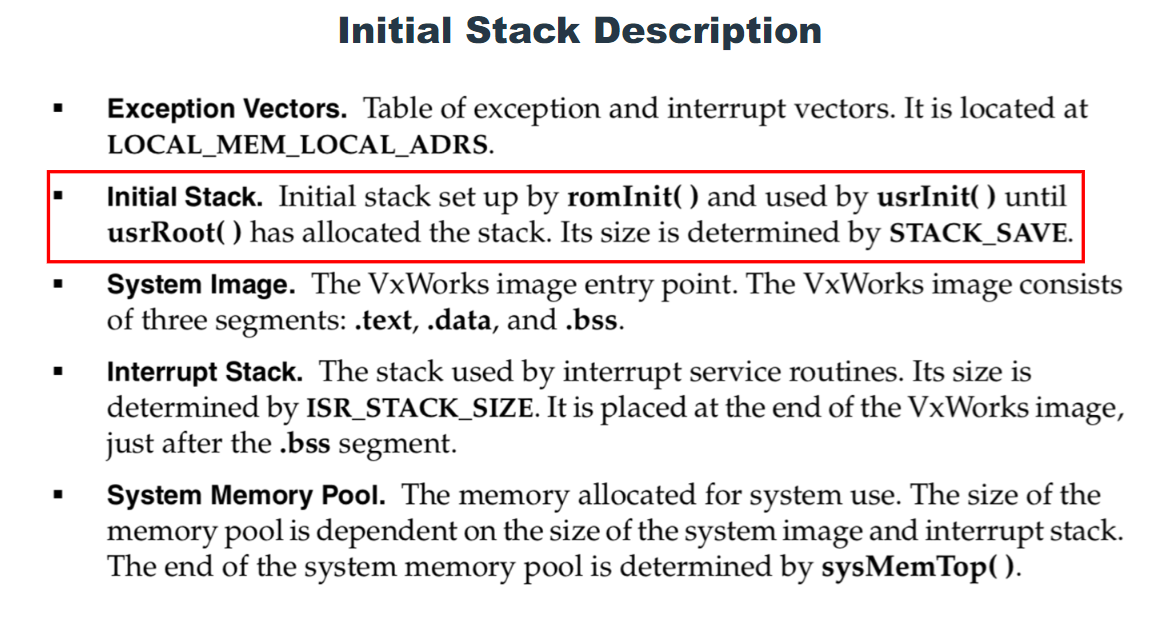 Initial Stack Description
▪ Exception Vectors. Table of exception and interrupt vectors. It is located at
LOCAL_MEM_LOCAL_ADRS.
▪ Initial Stack. Initial stack set up by romInit( ) and used by usrInit( ) until
usrRoot( ) has allocated the stack. Its size is determined by STACK_SAVE.
▪ System Image. The VxWorks image entry point. The VxWorks image consists
of three segments: .text, .data, and .bss.
▪ Interrupt Stack. The stack used by interrupt service routines. Its size is
determined by ISR_STACK_SIZE. It is placed at the end of the VxWorks image,
just after the .bss segment.
▪ System Memory Pool. The memory allocated for system use. The size of the
memory pool is dependent on the size of the system image and interrupt stack.
The end of the system memory pool is determined by sysMemTop( ).